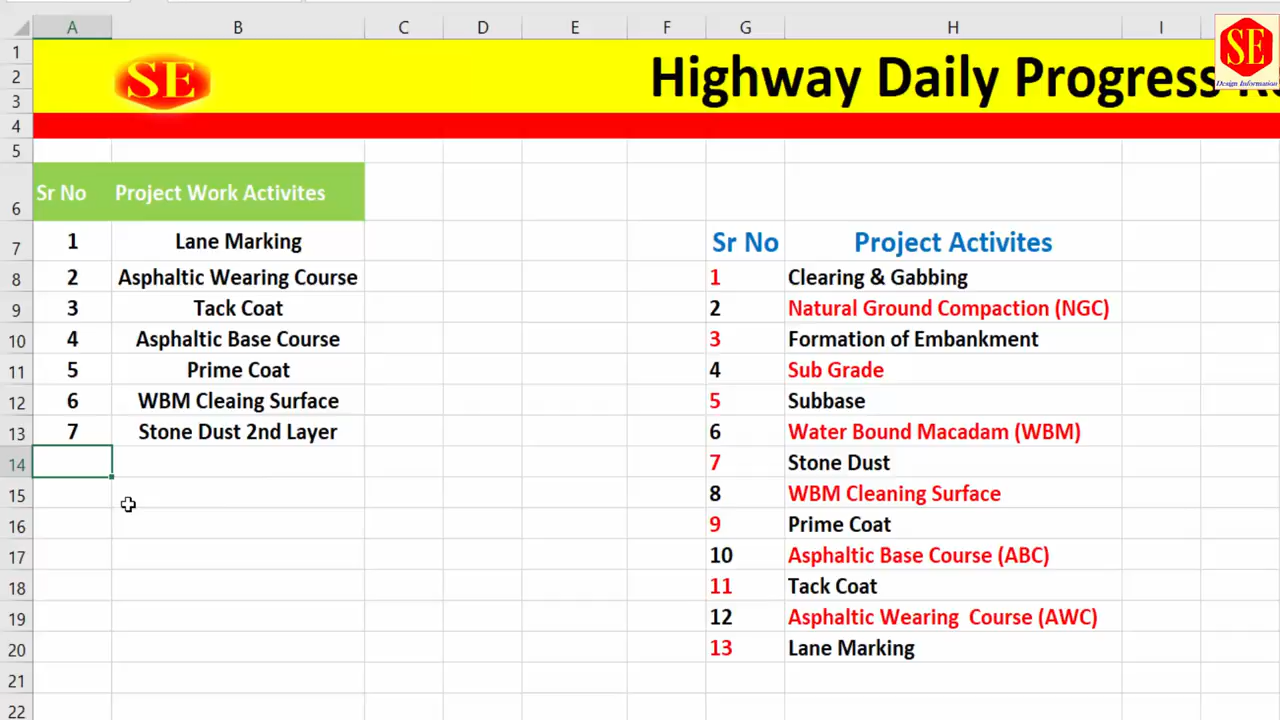 A B C D E F G H I
1
2
3
4
5
6
7
8
9
10
11
12
13
14
15
16
17
18
19
20
21
22
SE
Highway Daily Progress
SE
Design Information
Sr No Project Work Activites
1 Lane Marking
2 Asphaltic Wearing Course
3 Tack Coat
4 Asphaltic Base Course
5 Prime Coat
6 WBM Cleaing Surface
7 Stone Dust 2nd Layer
Sr No Project Activites
1 Clearing & Gabbing
2 Natural Ground Compaction (NGC)
3 Formation of Embankment
4 Sub Grade
5 Subbase
6 Water Bound Macadam (WBM)
7 Stone Dust
8 WBM Cleaning Surface
9 Prime Coat
10 Asphaltic Base Course (ABC)
11 Tack Coat
12 Asphaltic Wearing Course (AWC)
13 Lane Marking